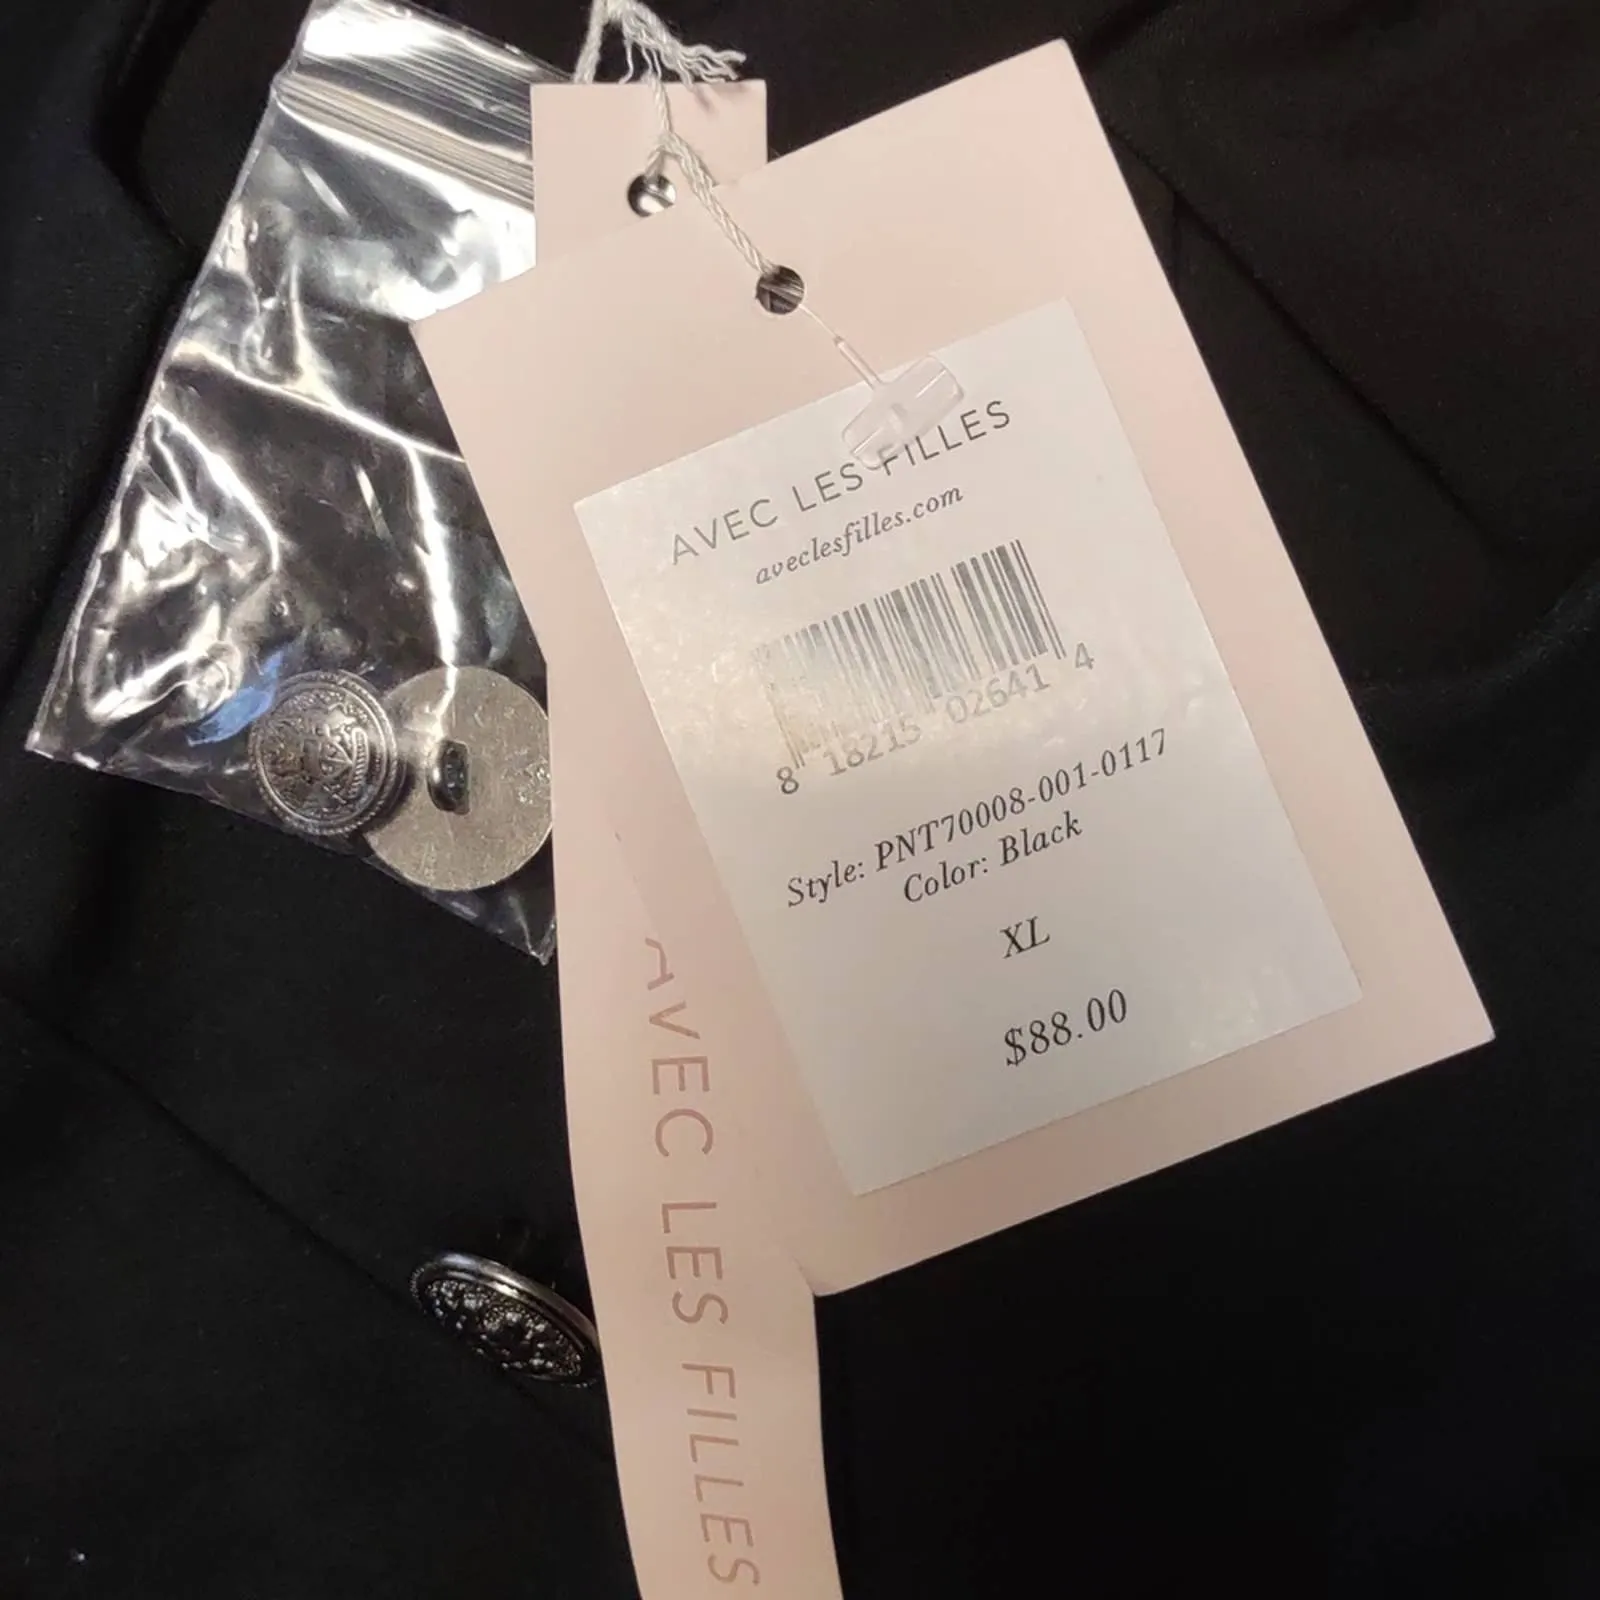 AVEC LES FILLES
aveclesfilles.com
8 18215 02641 4
Style: PNT70008-001-0117
Color: Black
XL
$88.00
AVEC LES FILLES